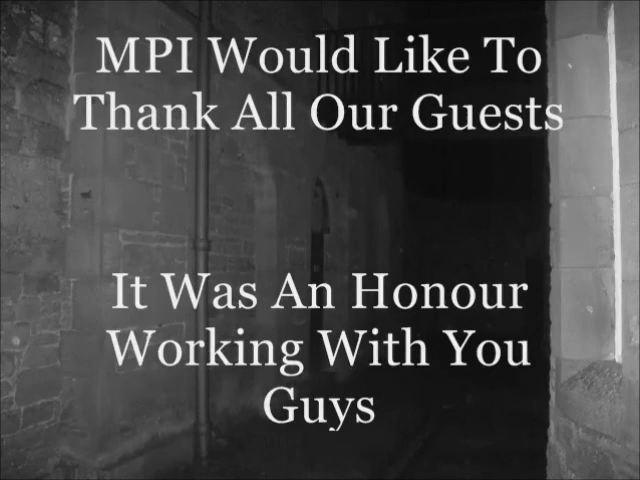 MPI Would Like To
Thank All Our Guests
It Was An Honour
Working With You
Guys